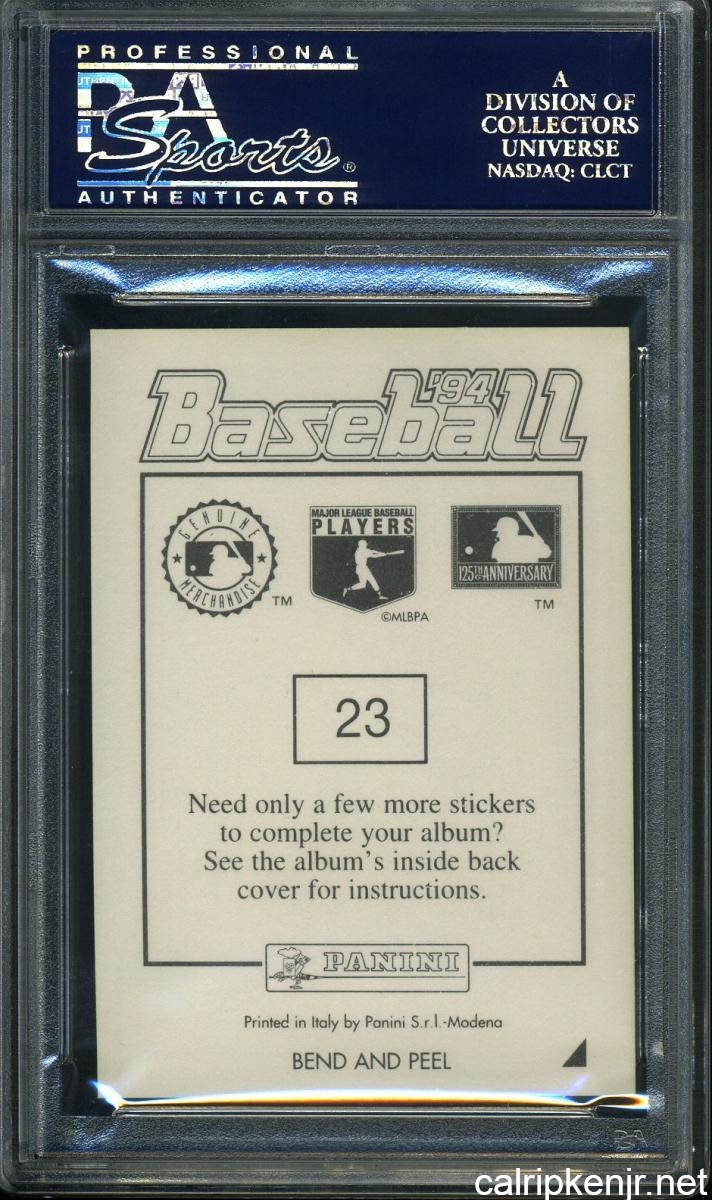 PROFESSIONAL
PSA
Sports®
AUTHENTICATOR
A
DIVISION OF
COLLECTORS
UNIVERSE
NASDAQ: CLCT
Baseball '94
GENUINE
MERCHANDISE
TM
MAJOR LEAGUE BASEBALL
PLAYERS
©MLBPA
125TH ANNIVERSARY
TM
23
Need only a few more stickers
to complete your album?
See the album's inside back
cover for instructions.
PANINI
Printed in Italy by Panini S.r.l.-Modena
BEND AND PEEL
calripkenjr.net